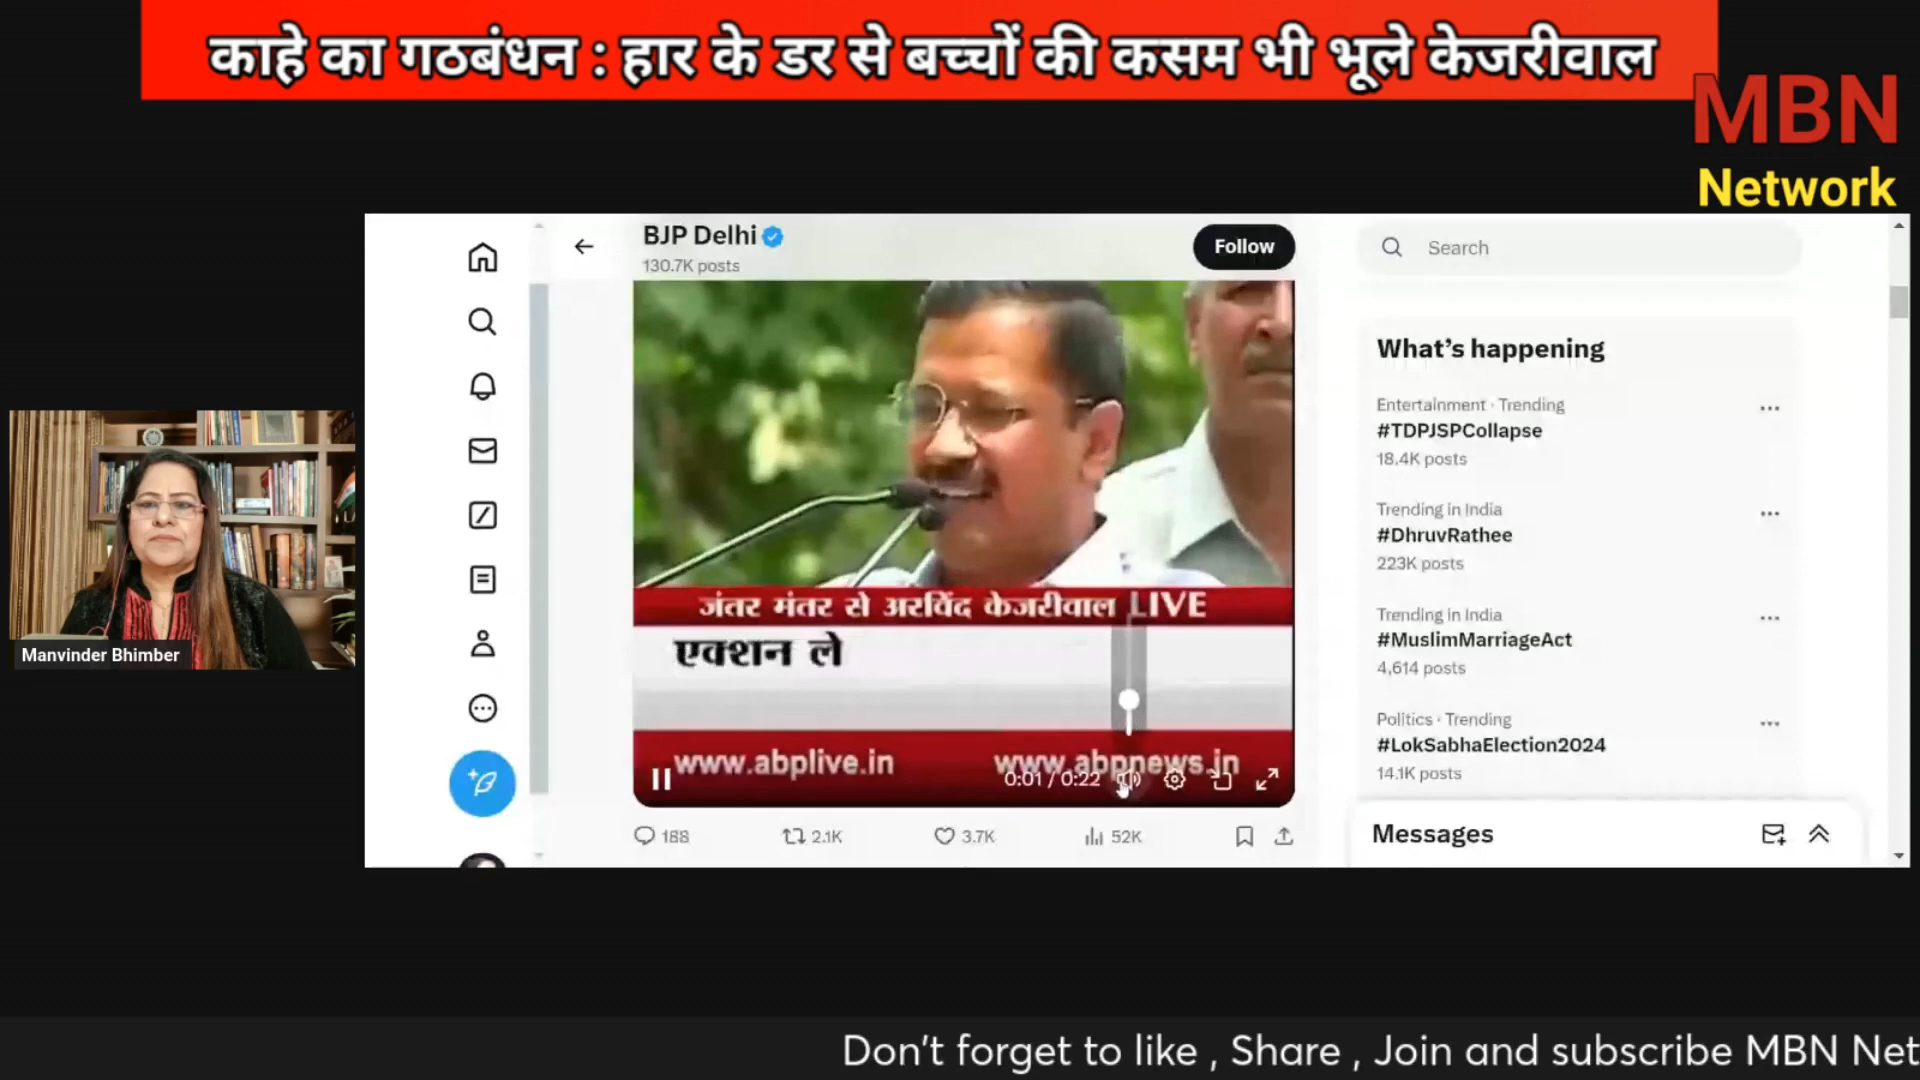 काहे का गठबंधन : हार के डर से बच्चों की कसम भी भूले केजरीवाल
MBN
Network
BJP Delhi
130.7K posts
Follow
Search
What's happening
Entertainment · Trending
#TDPJSPCollapse
18.4K posts
Trending in India
#DhruvRathee
223K posts
Trending in India
#MuslimMarriageAct
4,614 posts
Politics · Trending
#LokSabhaElection2024
14.1K posts
Messages
जंतर मंतर से अरविंद केजरीवाल LIVE
एक्शन ले
www.abplive.in
www.abpnews.in
0:01 / 0:22
188
2.1K
3.7K
52K
Manvinder Bhimber
Don't forget to like , Share , Join and subscribe MBN Net